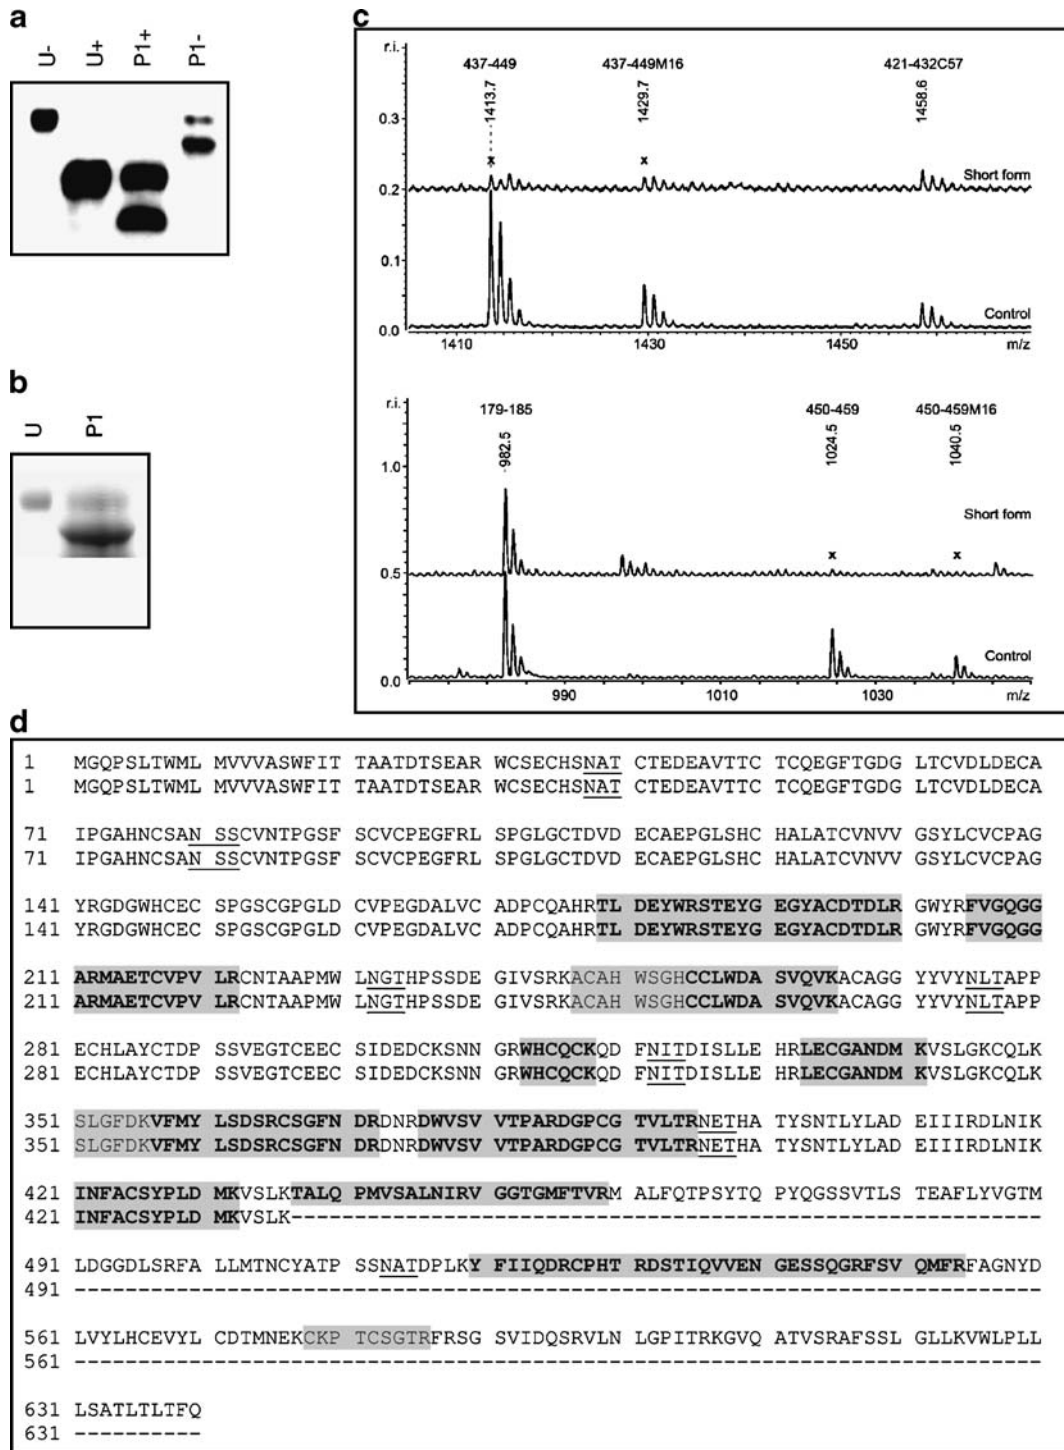 a
U-
U+
P1+
P1-
b
U
P1
c
r.i.
437-449
437-449M16
421-432C57
1413.7
1429.7
1458.6
0.3
x
x
Short form
0.2
0.1
Control
0.0
1410
1430
1450
m/z
r.i.
179-185
450-459
450-459M16
982.5
1024.5
1040.5
1.0
Short form
x
x
0.5
Control
0.0
990
1010
1030
m/z
d
1 MGQPSLTWML MVVVASWFIT TAATDTSEAR WCSECHSNAT CTEDEAVTTC TCQEGFTGDG LTCVDLDECA
1 MGQPSLTWML MVVVASWFIT TAATDTSEAR WCSECHSNAT CTEDEAVTTC TCQEGFTGDG LTCVDLDECA
71 IPGAHNCSAN SSCVNTPGSF SCVCPEGFRL SPGLGCTDVD ECAEPGLSHC HALATCVNVV GSYLCVCPAG
71 IPGAHNCSAN SSCVNTPGSF SCVCPEGFRL SPGLGCTDVD ECAEPGLSHC HALATCVNVV GSYLCVCPAG
141 YRGDGWHCEC SPGSCGPGLD CVPEGDALVC ADPCQAHRTL DEYWRSTEYG EGYACDTDLR GWYRFVGQGG
141 YRGDGWHCEC SPGSCGPGLD CVPEGDALVC ADPCQAHRTL DEYWRSTEYG EGYACDTDLR GWYRFVGQGG
211 ARMAETCVPV LRCNTAAPMW LNGTHPSSDE GIVSRKACAH WSGHCCLWDA SVQVKACAGG YYVYNLTAPP
211 ARMAETCVPV LRCNTAAPMW LNGTHPSSDE GIVSRKACAH WSGHCCLWDA SVQVKACAGG YYVYNLTAPP
281 ECHLAYCTDP SSVEGTCEEC SIDEDCKSNN GRWHCQCKQD FNITDISLLE HRLECGANDM KVSLGKCQLK
281 ECHLAYCTDP SSVEGTCEEC SIDEDCKSNN GRWHCQCKQD FNITDISLLE HRLECGANDM KVSLGKCQLK
351 SLGFDKVFMY LSDSRCSGFN DRDNRDWVSV VTPARDGPCG TVLTRNETHA TYSNTLYLAD EIIIRDLNIK
351 SLGFDKVFMY LSDSRCSGFN DRDNRDWVSV VTPARDGPCG TVLTRNETHA TYSNTLYLAD EIIIRDLNIK
421 INFACSYPLD MKVSLKTALQ PMVSALNIRV GGTGMFTVRM ALFQTPSYTQ PYQGSSVTLS TEAFLYVGTM
421 INFACSYPLD MKVSLK-----------------------------------------------------------
491 LDGGDLSRFA LLMTNCYATP SSNATDPLKY FIIQDRCPHT RDSTIQVVEN GESSQGRFSV QMFRFAGNYD
491 ----------------------------------------------------------------------------
561 LVYLHCEVYL CDTMNEKCKP TCSGTRFRSG SVIDQSRVLN LGPITRKGVQ ATVSRAFSSL GLLKVWLPLL
561 ----------------------------------------------------------------------------
631 LSATLTLTFQ
631 ----------